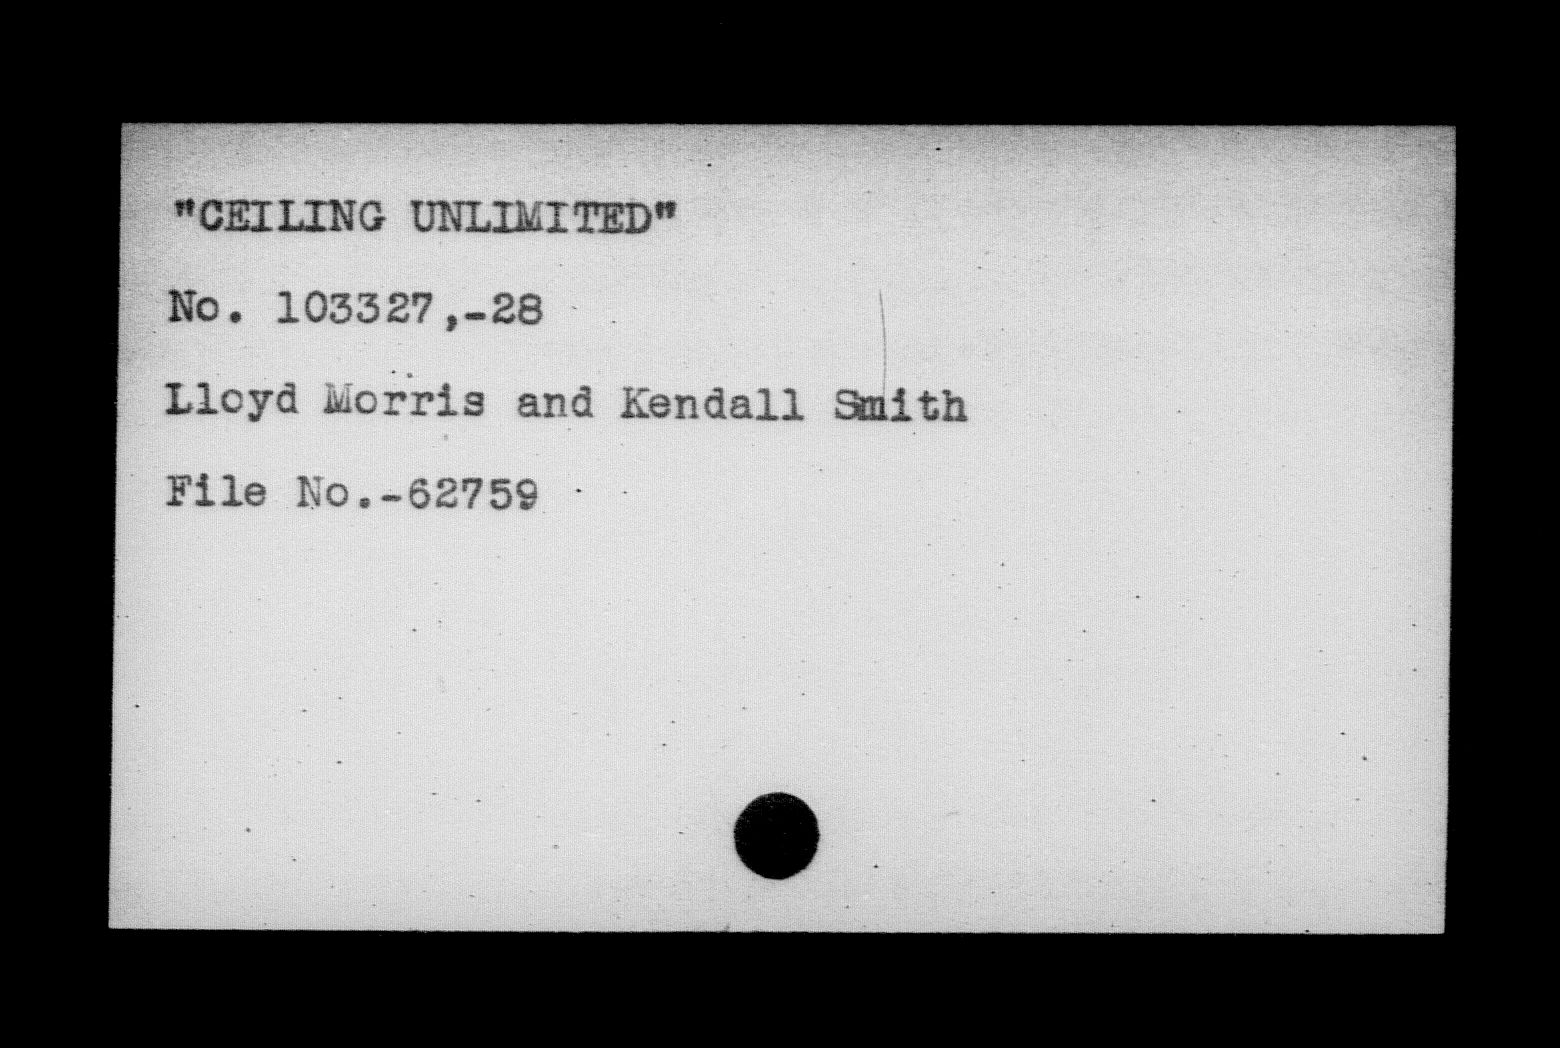 "CEILING UNLIMITED"
No. 103327,-28
Lloyd Morris and Kendall Smith
File No.-62759